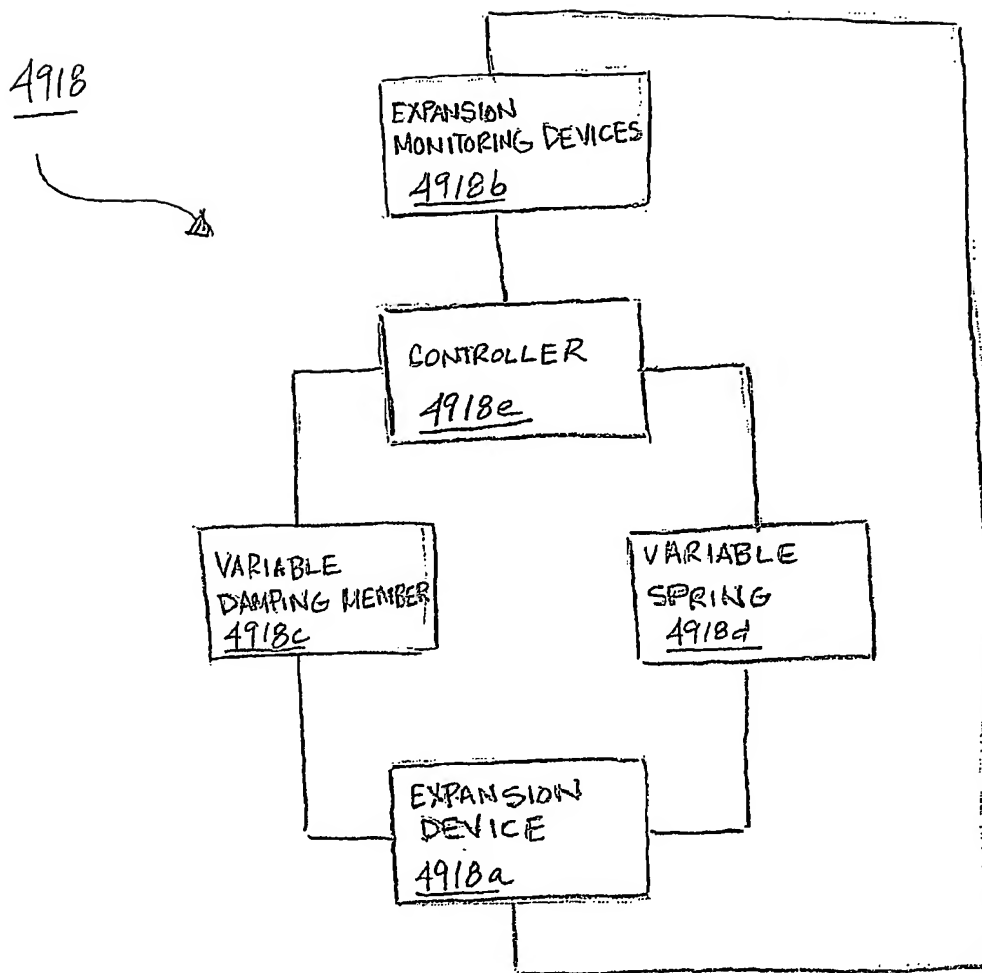 4918
EXPANSION
MONITORING DEVICES
4918b
CONTROLLER
4918e
VARIABLE
DAMPING MEMBER
4918c
VARIABLE
SPRING
4918d
EXPANSION
DEVICE
4918a